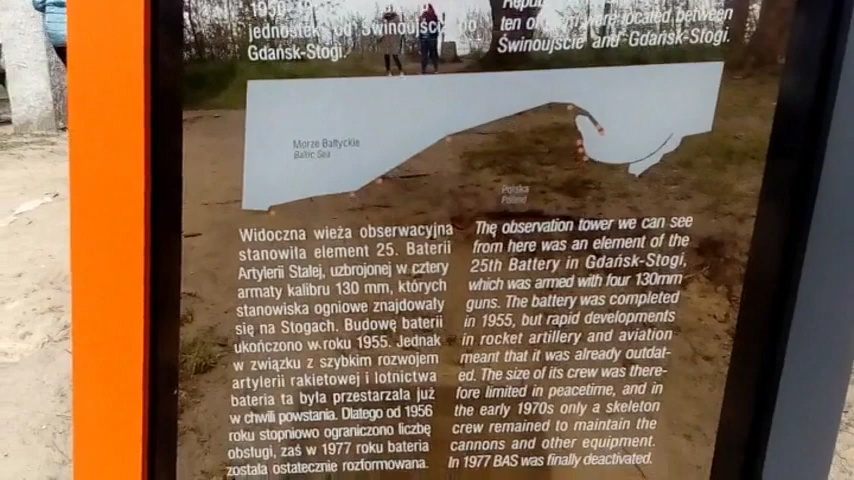 1950
jednostek od Świnoujścia po
Gdańsk-Stogi.
ten of them were located between
Świnoujście and Gdańsk-Stogi.
Morze Bałtyckie
Baltic Sea
Polska
Poland
Widoczna wieża obserwacyjna
stanowiła element 25. Baterii
Artylerii Stałej, uzbrojonej w cztery
armaty kalibru 130 mm, których
stanowiska ogniowe znajdowały
się na Stogach. Budowę baterii
ukończono w roku 1955. Jednak
w związku z szybkim rozwojem
artylerii rakietowej i lotnictwa
bateria ta była przestarzała już
w chwili powstania. Dlatego od 1956
roku stopniowo ograniczono liczbę
obsługi, zaś w 1977 roku bateria
została ostatecznie rozformowana.
The observation tower we can see
from here was an element of the
25th Battery in Gdańsk-Stogi,
which was armed with four 130mm
guns. The battery was completed
in 1955, but rapid developments
in rocket artillery and aviation
meant that it was already outdat-
ed. The size of its crew was there-
fore limited in peacetime, and in
the early 1970s only a skeleton
crew remained to maintain the
cannons and other equipment.
In 1977 BAS was finally deactivated.